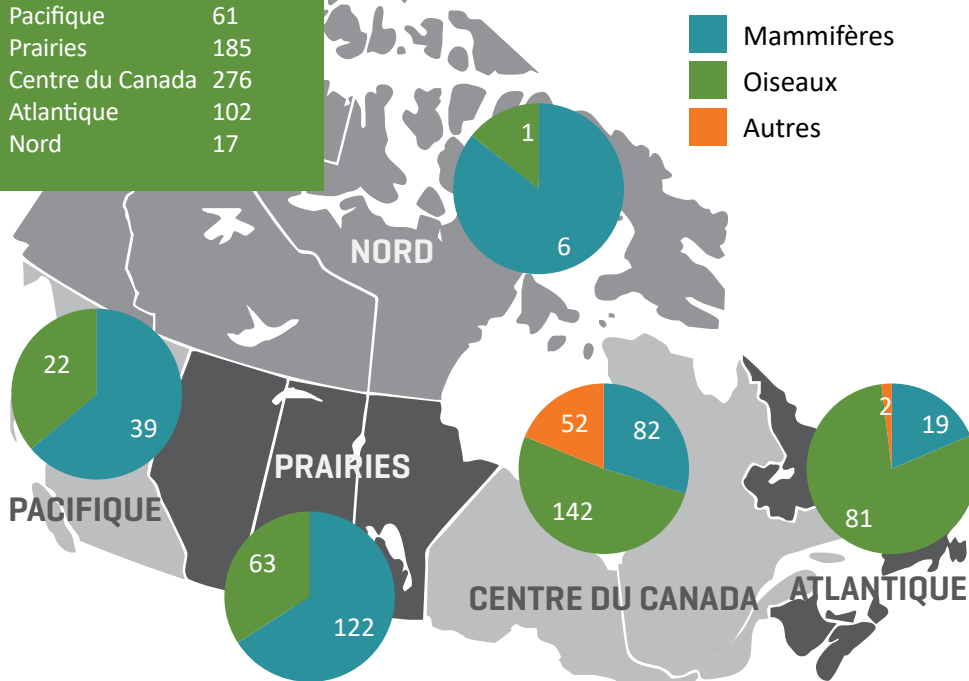 Pacifique 61
Prairies 185
Centre du Canada 276
Atlantique 102
Nord 17
Mammifères
Oiseaux
Autres
1
6
NORD
22
39
PACIFIQUE
PRAIRIES
63
122
52
82
142
CENTRE DU CANADA
2
19
81
ATLANTIQUE